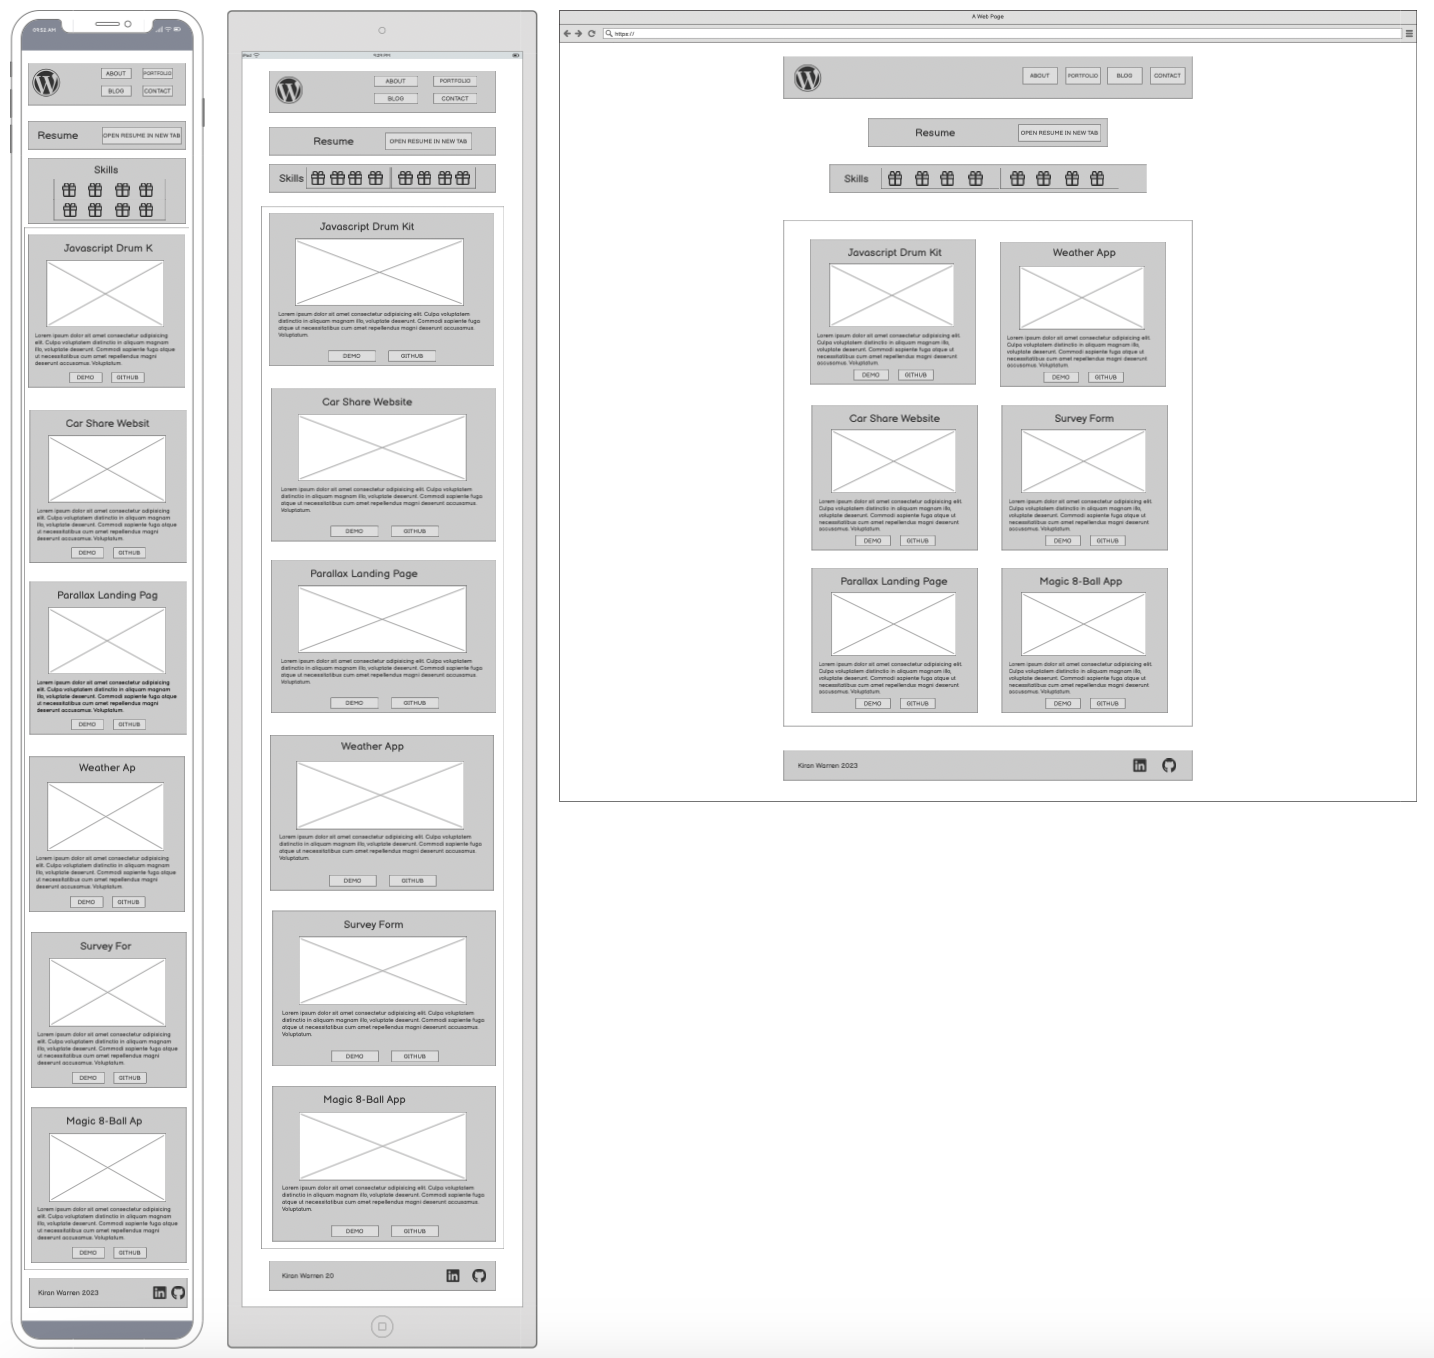 09:52 AM
ABOUT
PORTFOLIO
BLOG
CONTACT
Resume
OPEN RESUME IN NEW TAB
Skills
Javascript Drum K
Lorem ipsum dolor sit amet consectetur adipisicing
elit. Culpa voluptatem distinctio in aliquam magnam
illo, voluptate deserunt. Commodi sapiente fuga atque
ut necessitatibus cum amet repellendus magni
deserunt accusamus. Voluptatum.
DEMO
GITHUB
Car Share Websit
Lorem ipsum dolor sit amet consectetur adipisicing
elit. Culpa voluptatem distinctio in aliquam magnam
illo, voluptate deserunt. Commodi sapiente fuga atque
ut necessitatibus cum amet repellendus magni
deserunt accusamus. Voluptatum.
DEMO
GITHUB
Parallax Landing Pag
Lorem ipsum dolor sit amet consectetur adipisicing
elit. Culpa voluptatem distinctio in aliquam magnam
illo, voluptate deserunt. Commodi sapiente fuga atque
ut necessitatibus cum amet repellendus magni
deserunt accusamus. Voluptatum.
DEMO
GITHUB
Weather Ap
Lorem ipsum dolor sit amet consectetur adipisicing
elit. Culpa voluptatem distinctio in aliquam magnam
illo, voluptate deserunt. Commodi sapiente fuga atque
ut necessitatibus cum amet repellendus magni
deserunt accusamus. Voluptatum.
DEMO
GITHUB
Survey For
Lorem ipsum dolor sit amet consectetur adipisicing
elit. Culpa voluptatem distinctio in aliquam magnam
illo, voluptate deserunt. Commodi sapiente fuga atque
ut necessitatibus cum amet repellendus magni
deserunt accusamus. Voluptatum.
DEMO
GITHUB
Magic 8-Ball Ap
Lorem ipsum dolor sit amet consectetur adipisicing
elit. Culpa voluptatem distinctio in aliquam magnam
illo, voluptate deserunt. Commodi sapiente fuga atque
ut necessitatibus cum amet repellendus magni
deserunt accusamus. Voluptatum.
DEMO
GITHUB
Kiran Warren 2023
iPad
ABOUT
PORTFOLIO
BLOG
CONTACT
Resume
OPEN RESUME IN NEW TAB
Skills
Javascript Drum Kit
Lorem ipsum dolor sit amet consectetur adipisicing elit. Culpa voluptatem
distinctio in aliquam magnam illo, voluptate deserunt. Commodi sapiente fuga
atque ut necessitatibus cum amet repellendus magni deserunt accusamus.
Voluptatum.
DEMO
GITHUB
Car Share Website
Lorem ipsum dolor sit amet consectetur adipisicing elit. Culpa voluptatem
distinctio in aliquam magnam illo, voluptate deserunt. Commodi sapiente fuga
atque ut necessitatibus cum amet repellendus magni deserunt accusamus.
Voluptatum.
DEMO
GITHUB
Parallax Landing Page
Lorem ipsum dolor sit amet consectetur adipisicing elit. Culpa voluptatem
distinctio in aliquam magnam illo, voluptate deserunt. Commodi sapiente fuga
atque ut necessitatibus cum amet repellendus magni deserunt accusamus.
Voluptatum.
DEMO
GITHUB
Weather App
Lorem ipsum dolor sit amet consectetur adipisicing elit. Culpa voluptatem
distinctio in aliquam magnam illo, voluptate deserunt. Commodi sapiente fuga
atque ut necessitatibus cum amet repellendus magni deserunt accusamus.
Voluptatum.
DEMO
GITHUB
Survey Form
Lorem ipsum dolor sit amet consectetur adipisicing elit. Culpa voluptatem
distinctio in aliquam magnam illo, voluptate deserunt. Commodi sapiente fuga
atque ut necessitatibus cum amet repellendus magni deserunt accusamus.
Voluptatum.
DEMO
GITHUB
Magic 8-Ball App
Lorem ipsum dolor sit amet consectetur adipisicing elit. Culpa voluptatem
distinctio in aliquam magnam illo, voluptate deserunt. Commodi sapiente fuga
atque ut necessitatibus cum amet repellendus magni deserunt accusamus.
Voluptatum.
DEMO
GITHUB
Kiran Warren 20
A Web Page
https://
ABOUT
PORTFOLIO
BLOG
CONTACT
Resume
OPEN RESUME IN NEW TAB
Skills
Javascript Drum Kit
Lorem ipsum dolor sit amet consectetur adipisicing elit.
Culpa voluptatem distinctio in aliquam magnam illo,
voluptate deserunt. Commodi sapiente fuga atque ut
necessitatibus cum amet repellendus magni deserunt
accusamus. Voluptatum.
DEMO
GITHUB
Weather App
Lorem ipsum dolor sit amet consectetur adipisicing elit.
Culpa voluptatem distinctio in aliquam magnam illo,
voluptate deserunt. Commodi sapiente fuga atque ut
necessitatibus cum amet repellendus magni deserunt
accusamus. Voluptatum.
DEMO
GITHUB
Car Share Website
Lorem ipsum dolor sit amet consectetur adipisicing elit.
Culpa voluptatem distinctio in aliquam magnam illo,
voluptate deserunt. Commodi sapiente fuga atque ut
necessitatibus cum amet repellendus magni deserunt
accusamus. Voluptatum.
DEMO
GITHUB
Survey Form
Lorem ipsum dolor sit amet consectetur adipisicing elit.
Culpa voluptatem distinctio in aliquam magnam illo,
voluptate deserunt. Commodi sapiente fuga atque ut
necessitatibus cum amet repellendus magni deserunt
accusamus. Voluptatum.
DEMO
GITHUB
Parallax Landing Page
Lorem ipsum dolor sit amet consectetur adipisicing elit.
Culpa voluptatem distinctio in aliquam magnam illo,
voluptate deserunt. Commodi sapiente fuga atque ut
necessitatibus cum amet repellendus magni deserunt
accusamus. Voluptatum.
DEMO
GITHUB
Magic 8-Ball App
Lorem ipsum dolor sit amet consectetur adipisicing elit.
Culpa voluptatem distinctio in aliquam magnam illo,
voluptate deserunt. Commodi sapiente fuga atque ut
necessitatibus cum amet repellendus magni deserunt
accusamus. Voluptatum.
DEMO
GITHUB
Kiran Warren 2023